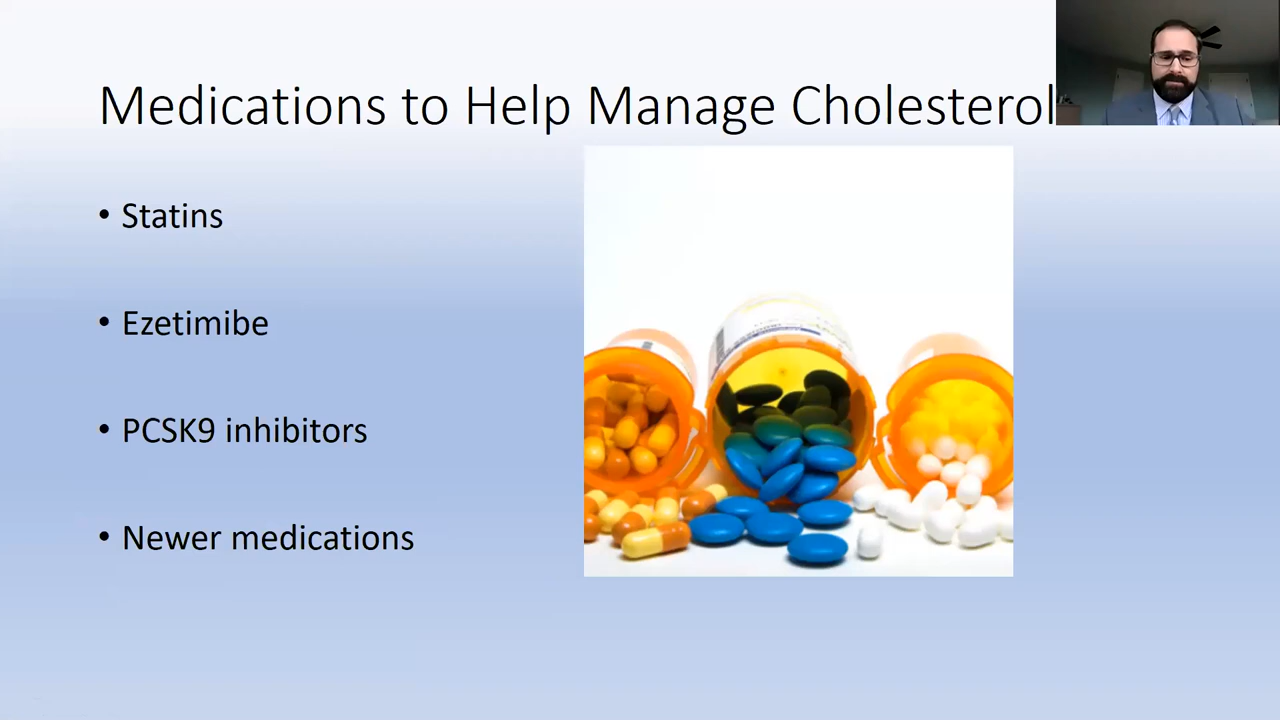 Medications to Help Manage Cholesterol
• Statins
• Ezetimibe
• PCSK9 inhibitors
• Newer medications